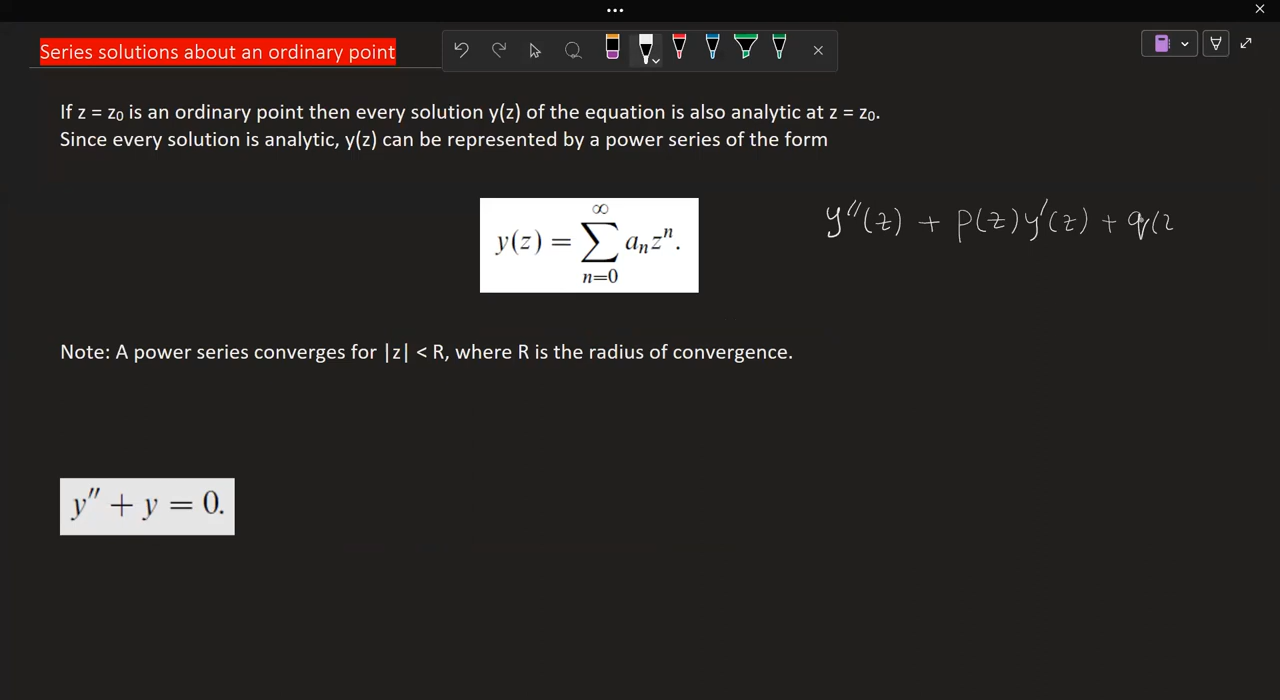 Series solutions about an ordinary point
If z = z₀ is an ordinary point then every solution y(z) of the equation is also analytic at z = z₀.
Since every solution is analytic, y(z) can be represented by a power series of the form
y(z) = ∑_{n=0}^{∞} aₙzⁿ.
y″(z) + p(z)y′(z) + q(z
Note: A power series converges for |z| < R, where R is the radius of convergence.
y″ + y = 0.